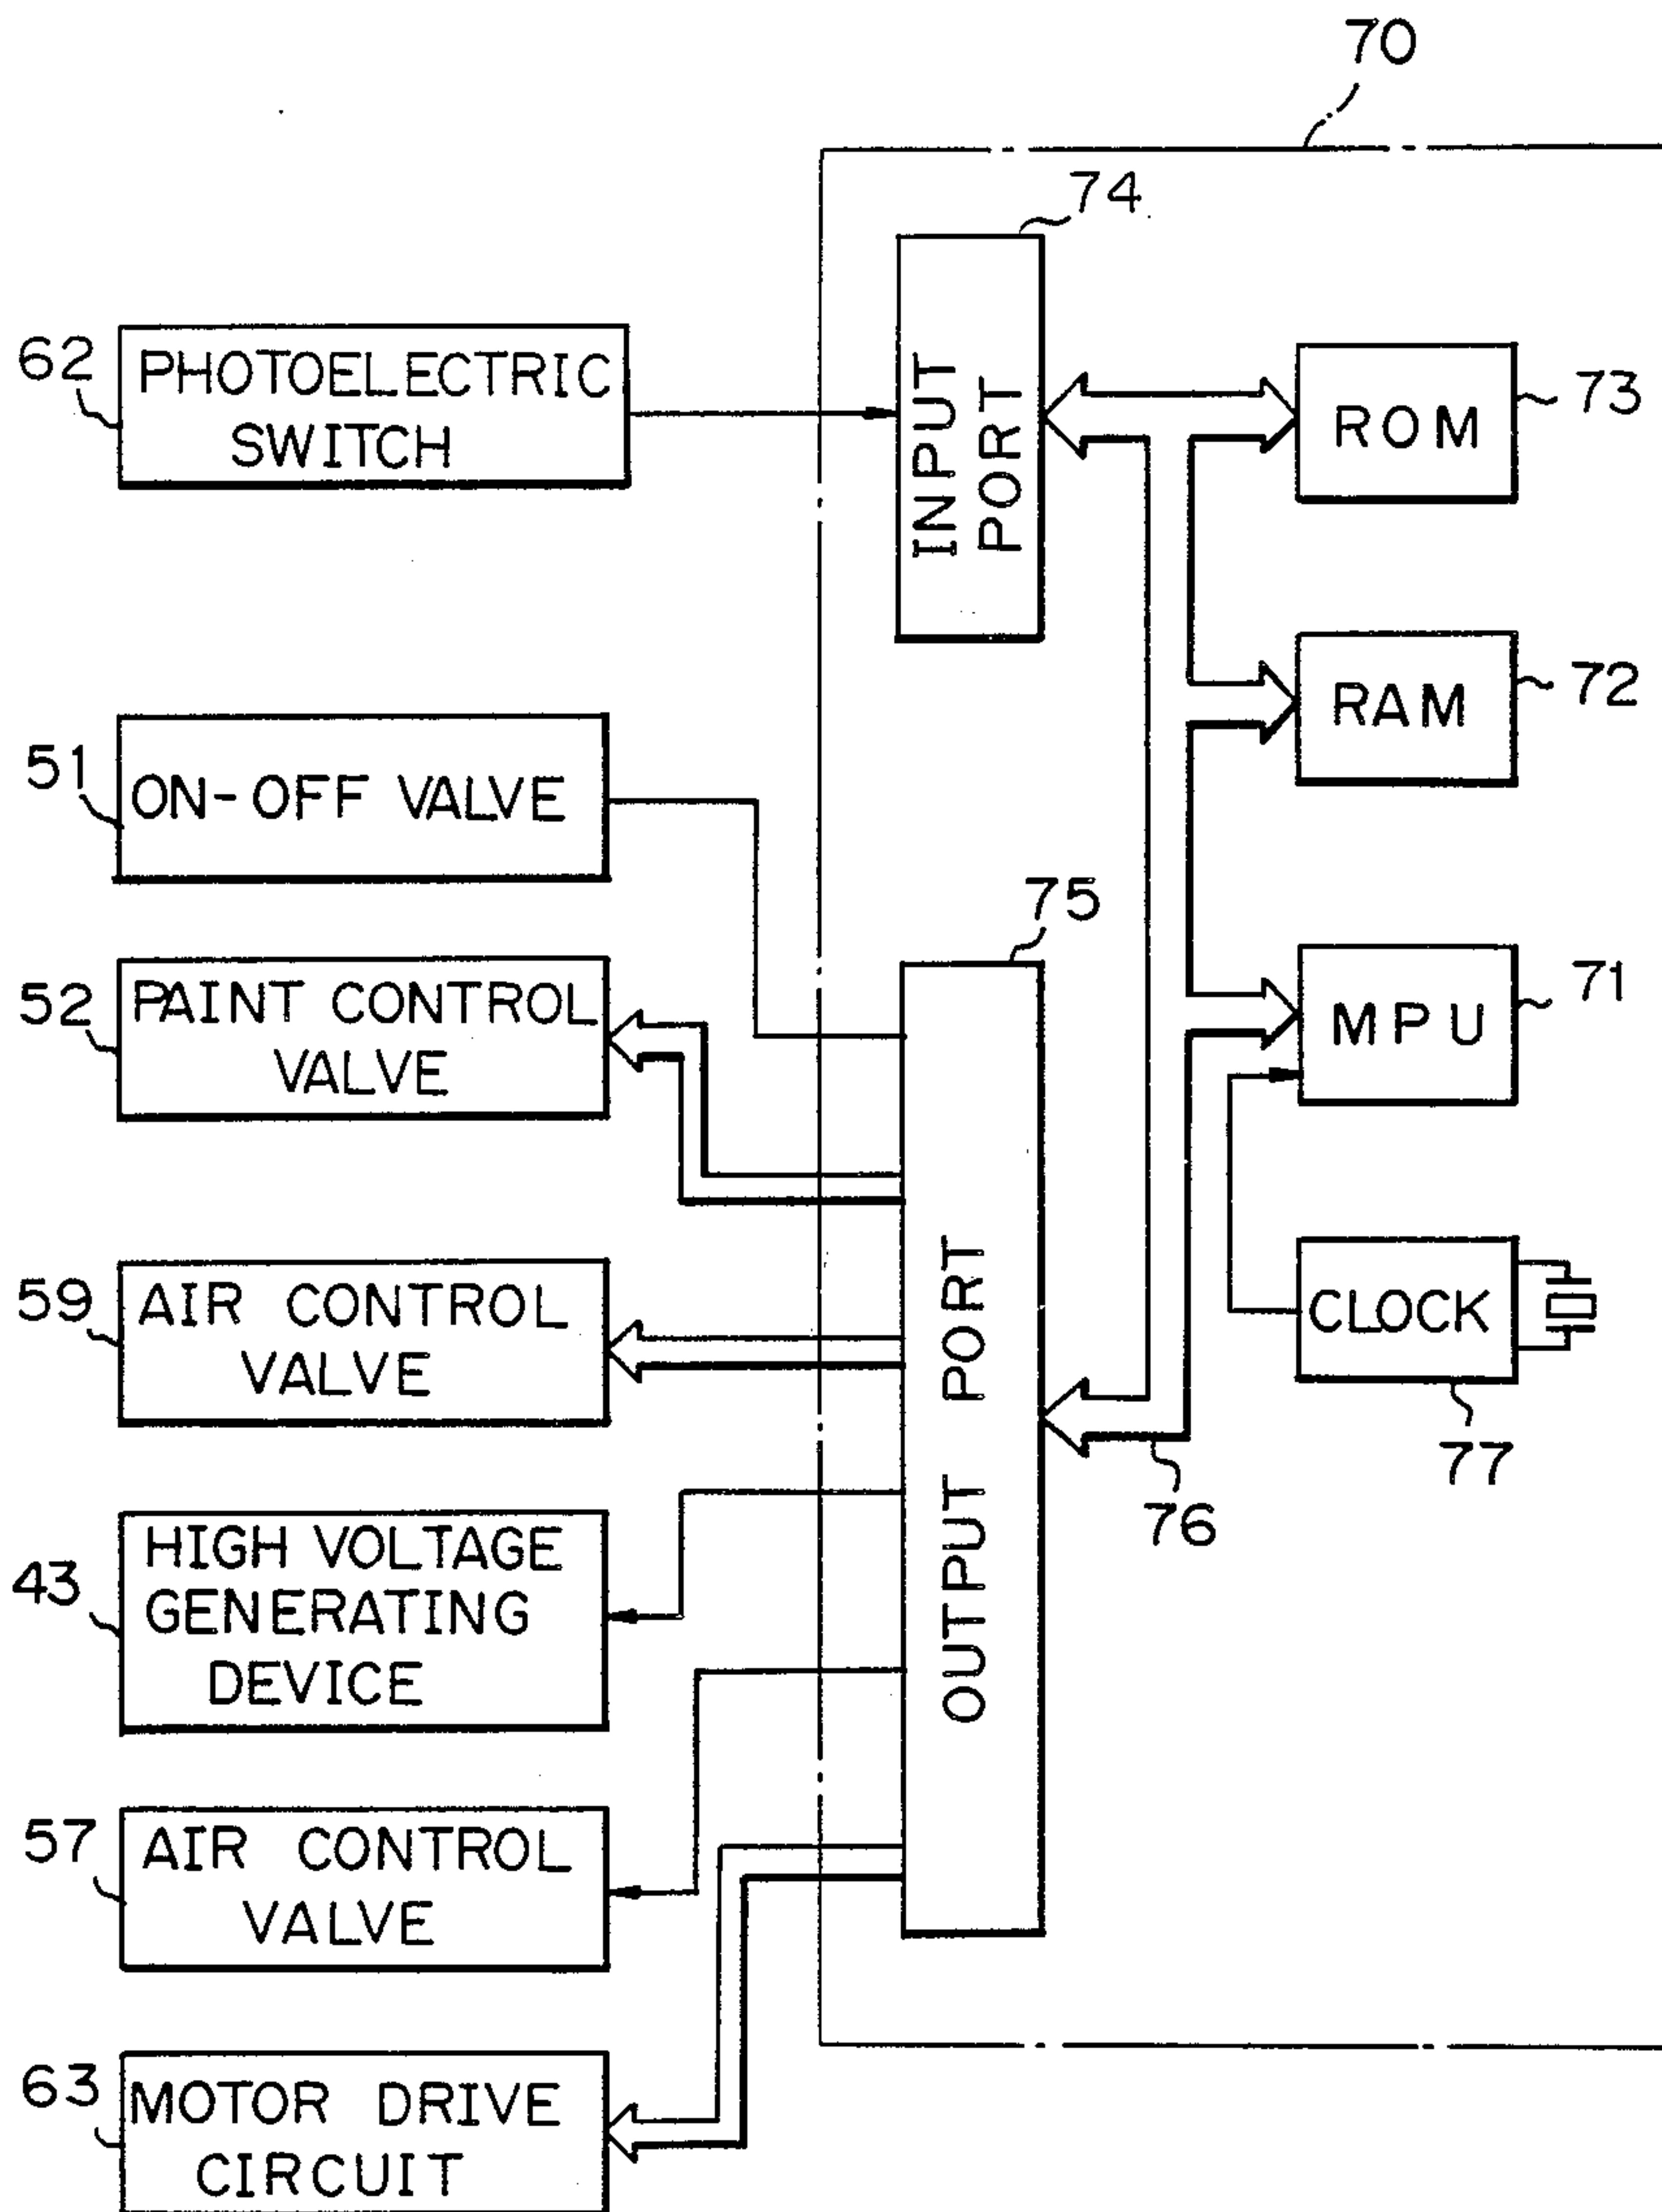 70
74
INPUT
PORT
62
PHOTOELECTRIC
SWITCH
ROM
73
RAM
72
51
ON-OFF VALVE
75
OUTPUT PORT
52
PAINT CONTROL
VALVE
MPU
71
59
AIR CONTROL
VALVE
CLOCK
77
76
43
HIGH VOLTAGE
GENERATING
DEVICE
57
AIR CONTROL
VALVE
63
MOTOR DRIVE
CIRCUIT